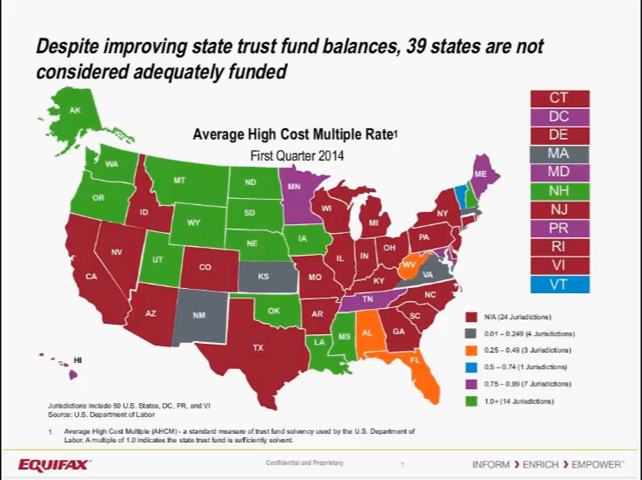 Despite improving state trust fund balances, 39 states are not
considered adequately funded
Average High Cost Multiple Rate¹
First Quarter 2014
AK
WA
OR
CA
NV
ID
MT
WY
UT
AZ
CO
NM
ND
SD
NE
KS
OK
TX
MN
IA
MO
AR
LA
WI
IL
MS
MI
IN
KY
TN
AL
OH
WV
GA
FL
SC
NC
VA
PA
NY
ME
HI
CT
DC
DE
MA
MD
NH
NJ
PR
RI
VI
VT
N/A (24 Jurisdictions)
0.01 – 0.249 (4 Jurisdictions)
0.25 – 0.49 (3 Jurisdictions)
0.5 – 0.74 (1 Jurisdictions)
0.75 – 0.99 (7 Jurisdictions)
1.0+ (14 Jurisdictions)
Jurisdictions include 50 U.S. States, DC, PR, and VI
Source: U.S. Department of Labor
1. Average High Cost Multiple (AHCM) - a standard measure of trust fund solvency used by the U.S. Department of
Labor. A multiple of 1.0 indicates the state trust fund is sufficiently solvent.
EQUIFAX
Confidential and Proprietary
7
INFORM ❯ ENRICH ❯ EMPOWER™